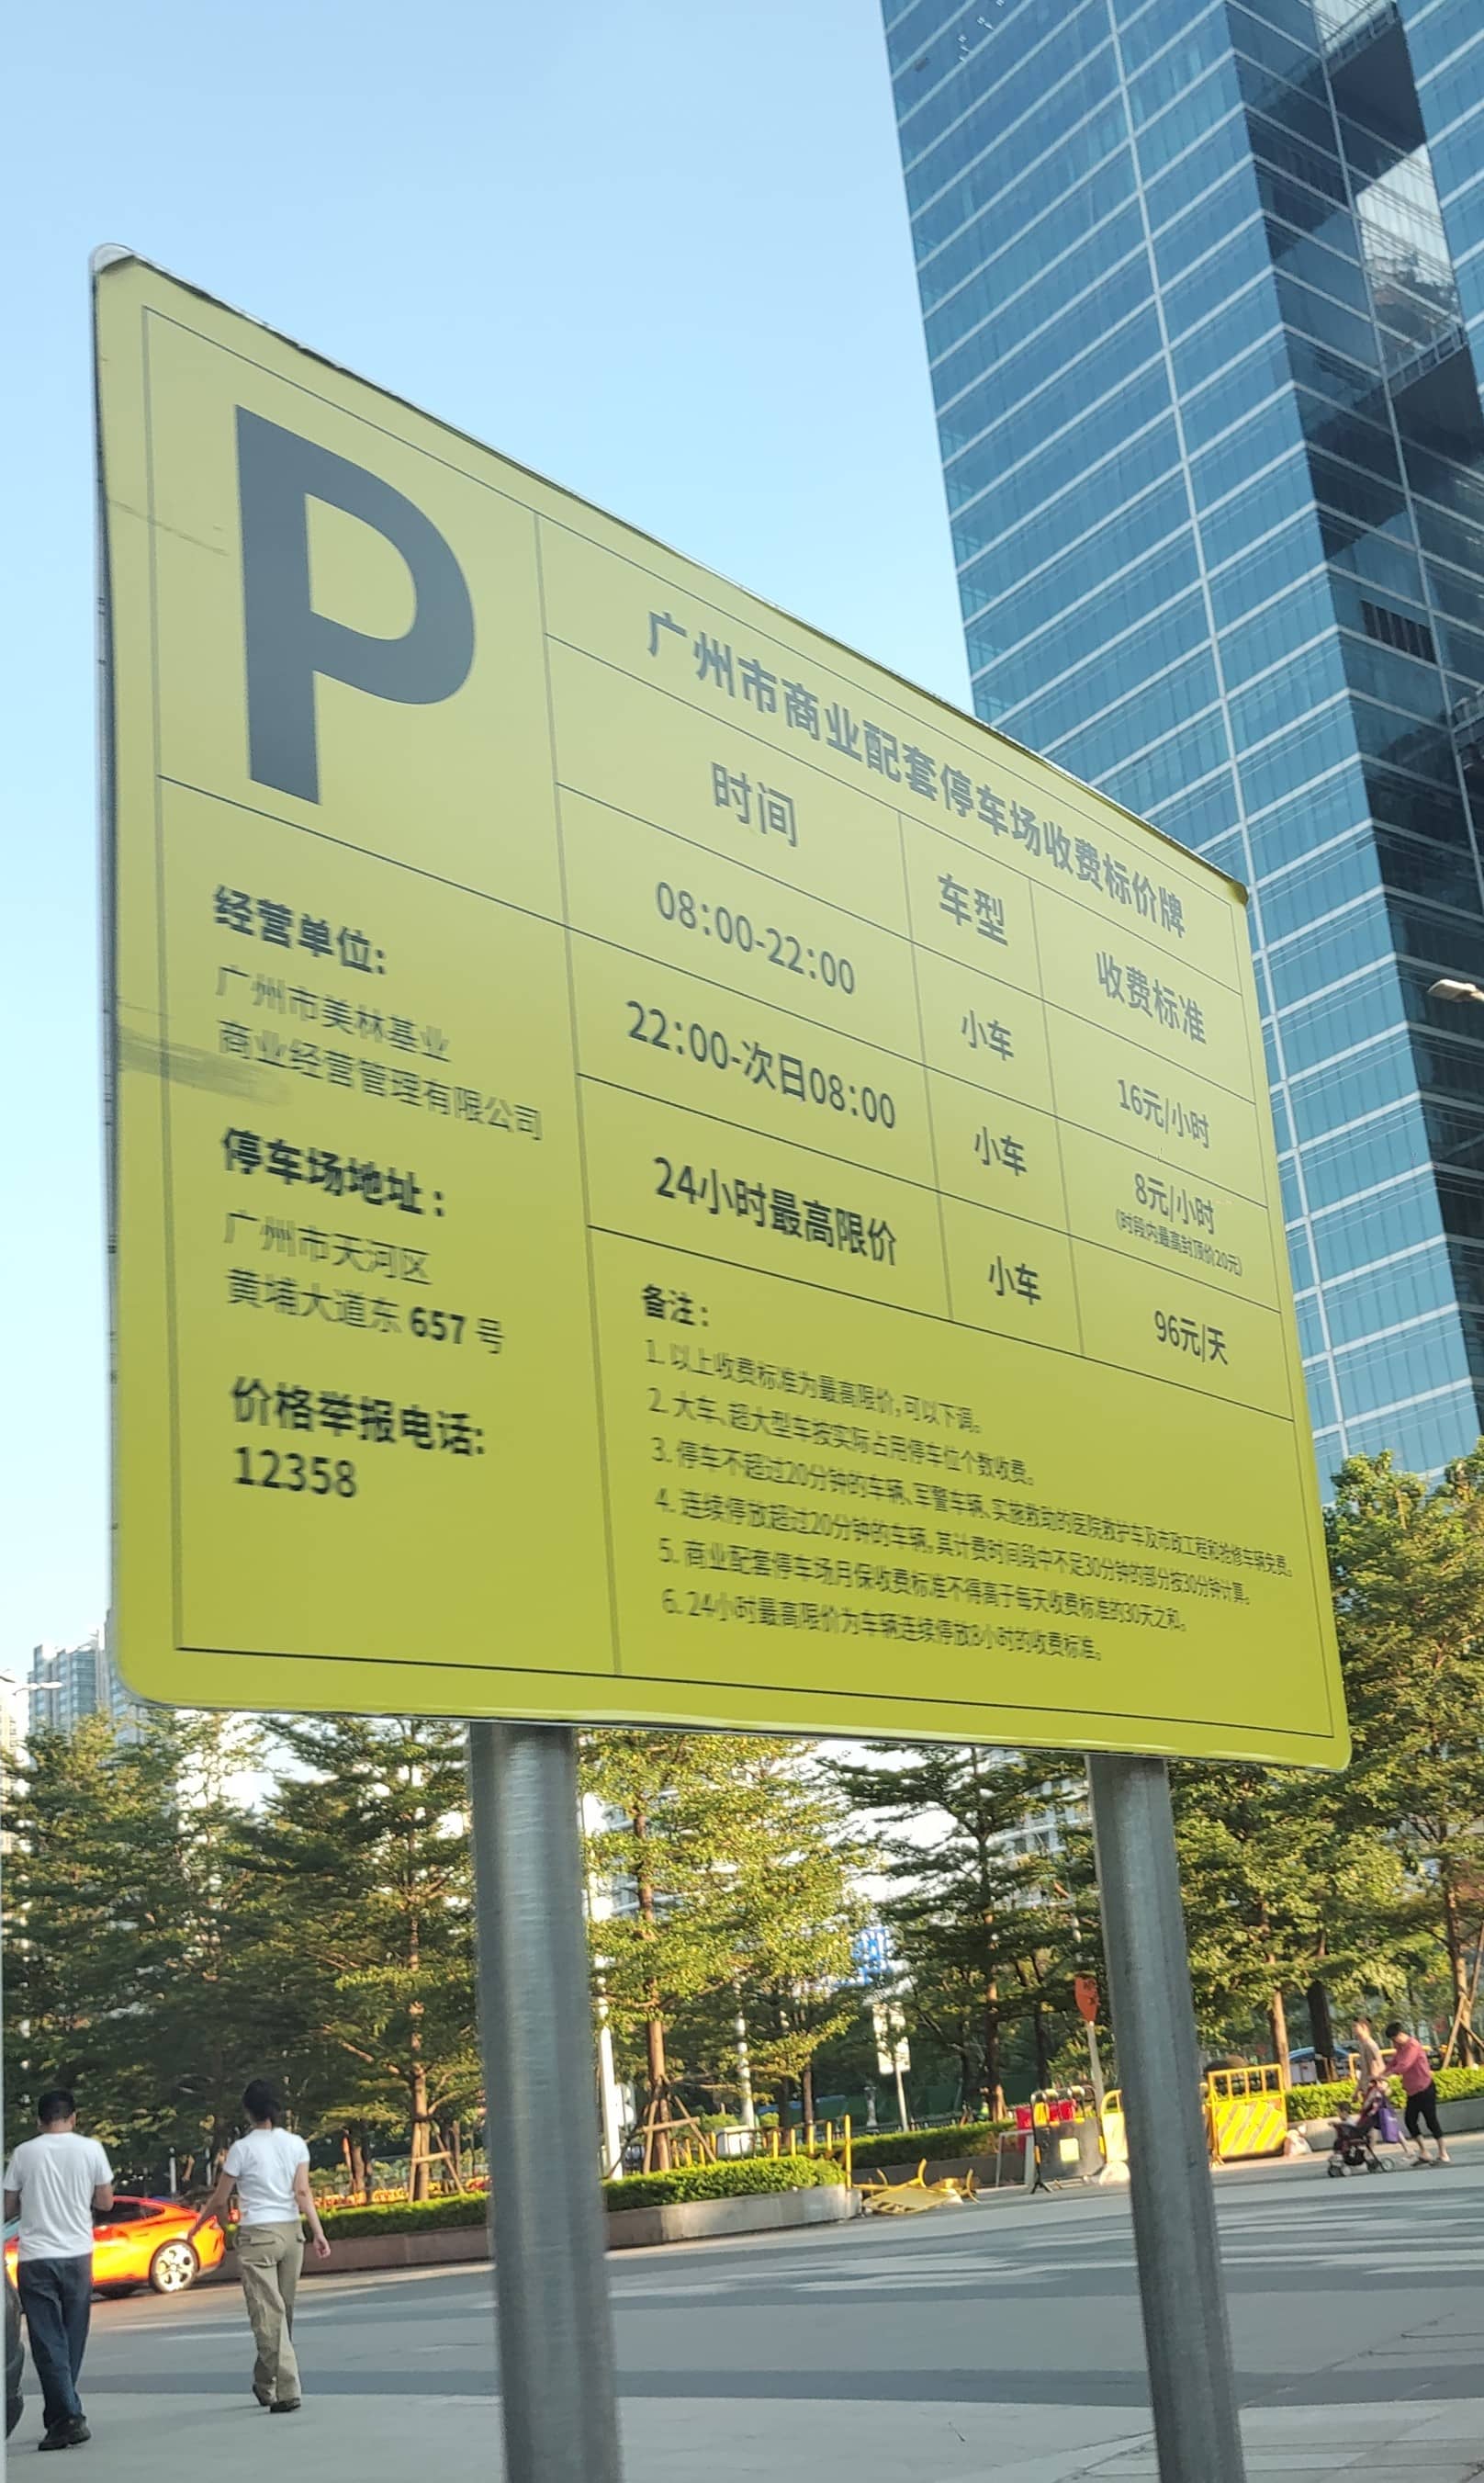 P
广州市商业配套停车场收费标价牌
时间 车型 收费标准
08:00-22:00 小车 16元/小时
22:00-次日08:00 小车 8元/小时
(时段内最高封顶价20元)
24小时最高限价 小车 96元/天
经营单位:
广州市美林基业
商业经营管理有限公司
停车场地址:
广州市天河区
黄埔大道东 657 号
价格举报电话:
12358
备注:
1. 以上收费标准为最高限价,可以下调。
2. 大车、超大型车按实际占用停车位个数收费。
3. 停车不超过20分钟的车辆、军警车辆、实施救助的医院救护车及市政工程和抢修车辆免费。
4. 连续停放超过20分钟的车辆,其计费时间段中不足30分钟的部分按30分钟计算。
5. 商业配套停车场月保收费标准不得高于每天收费标准的30天之和。
6. 24小时最高限价为车辆连续停放8小时的收费标准。